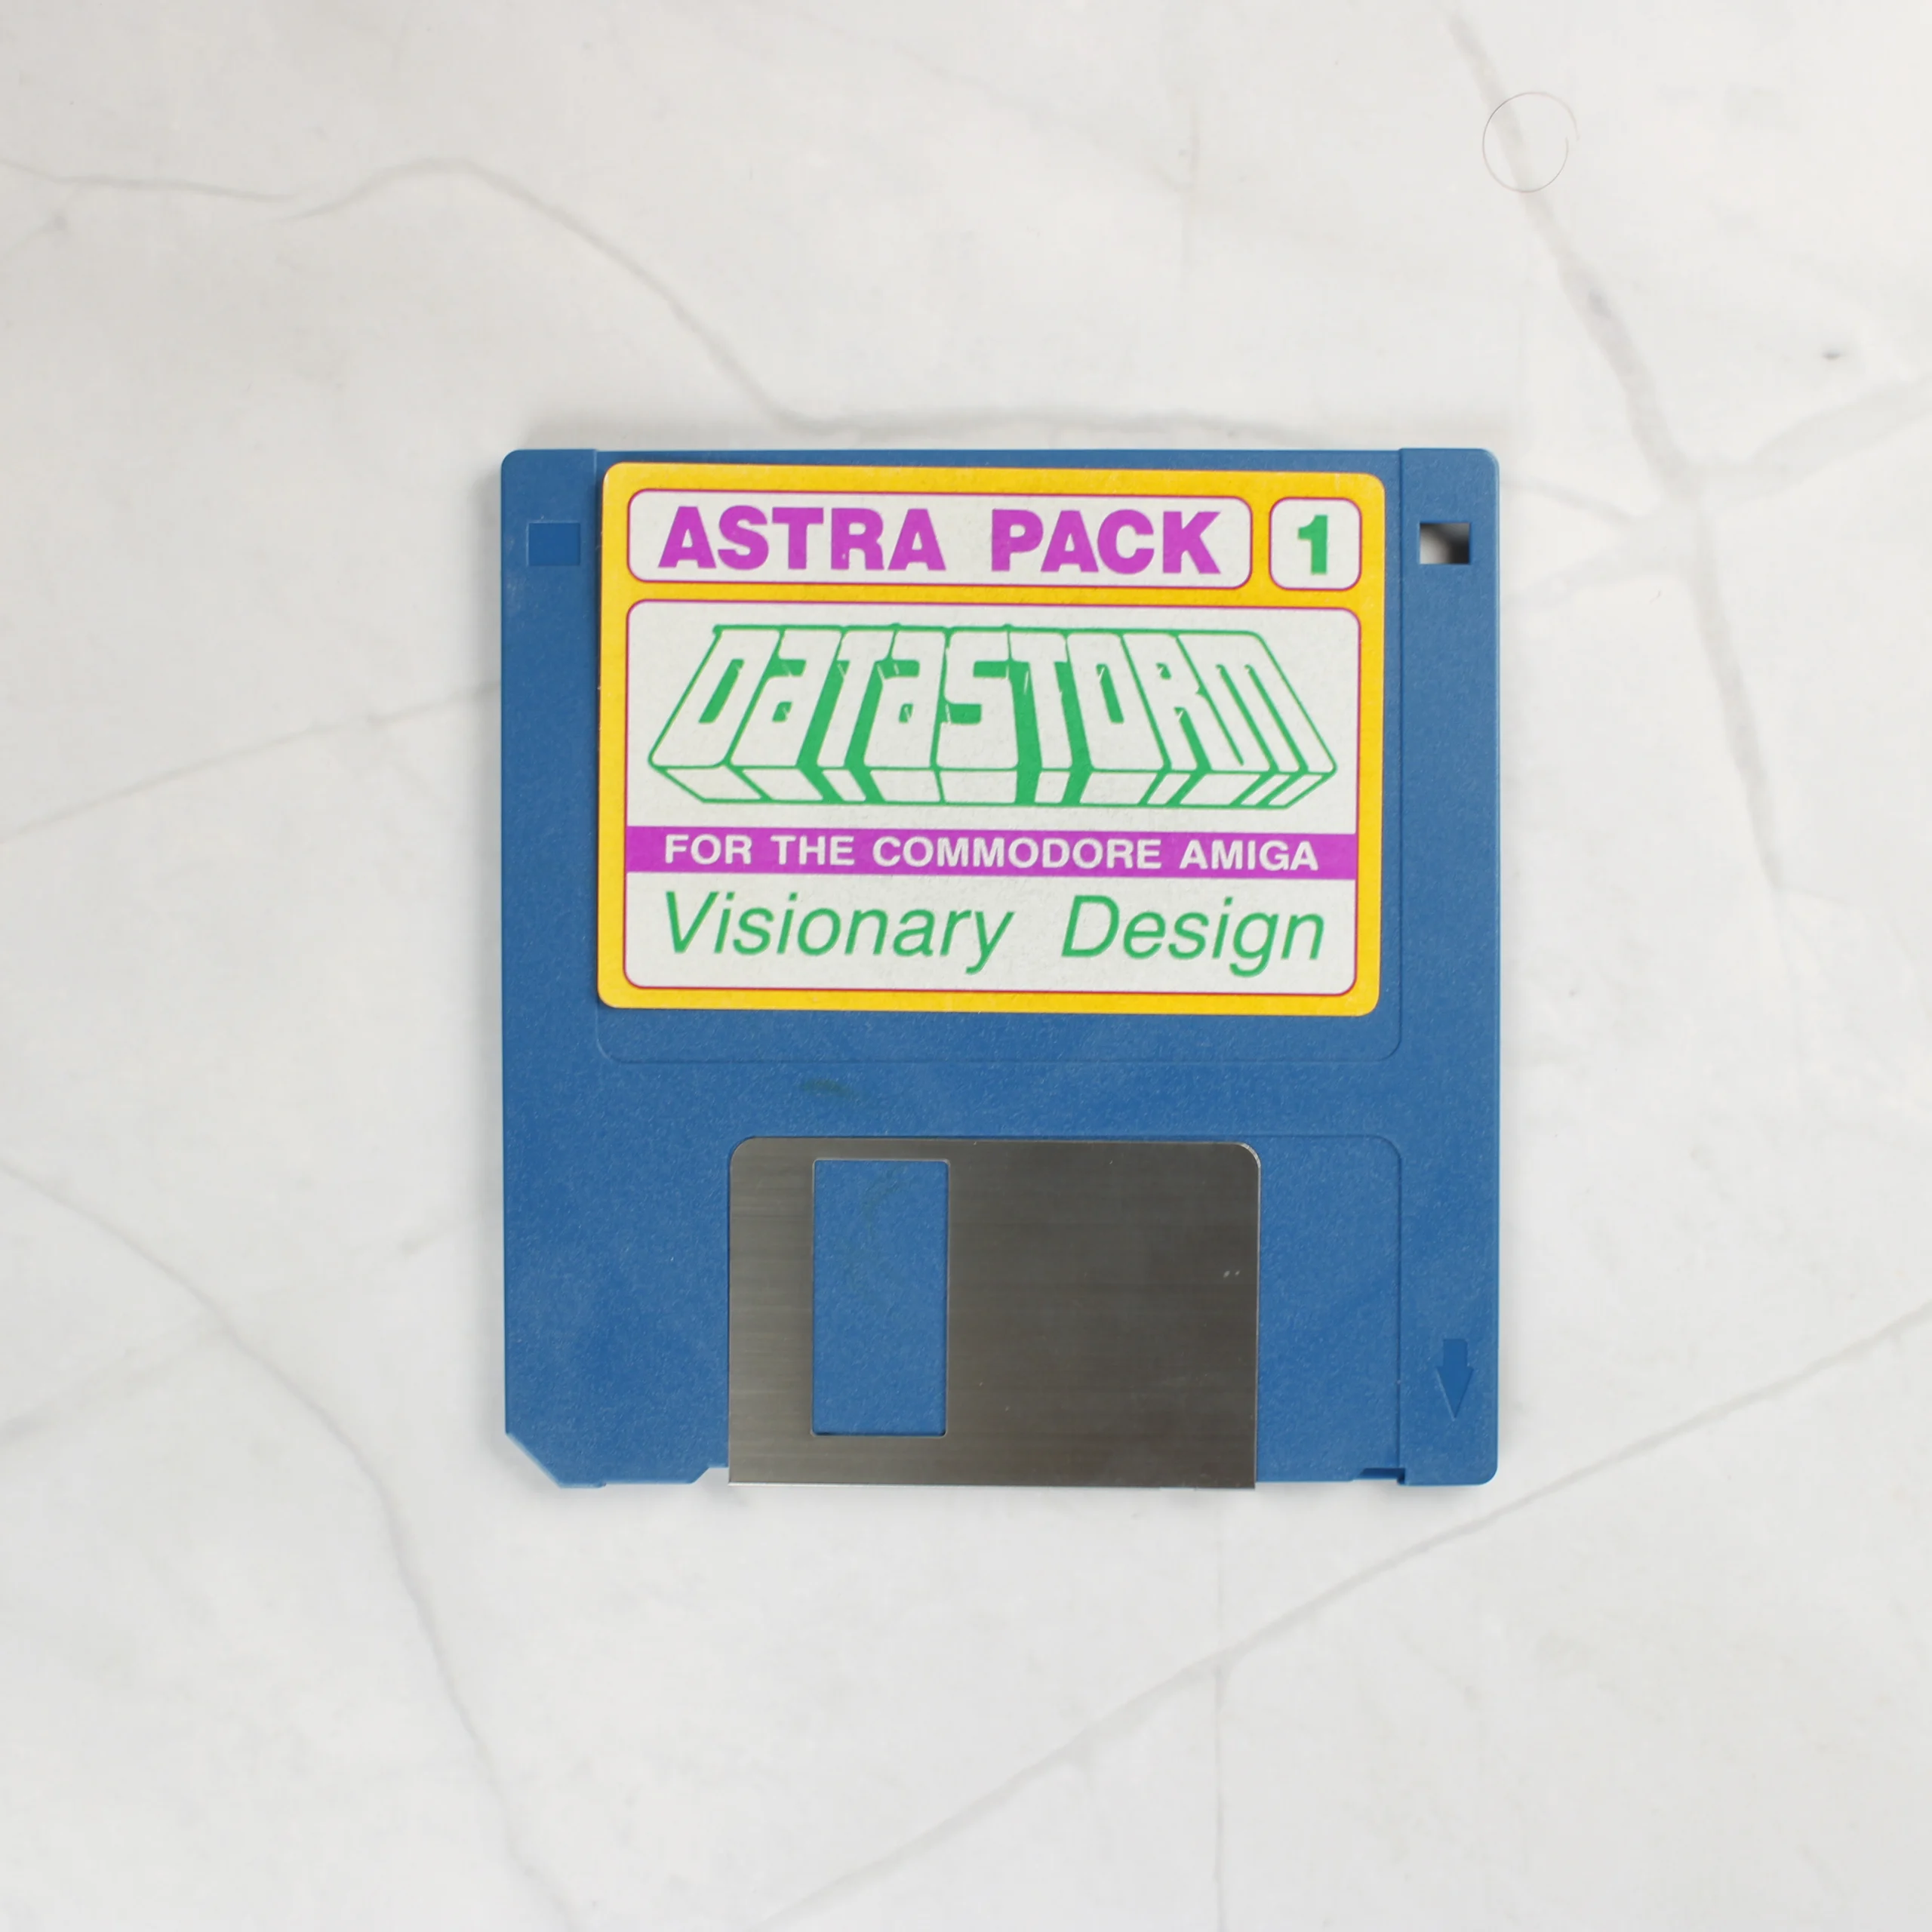 ASTRA PACK 1
DATASTORM
FOR THE COMMODORE AMIGA
Visionary Design